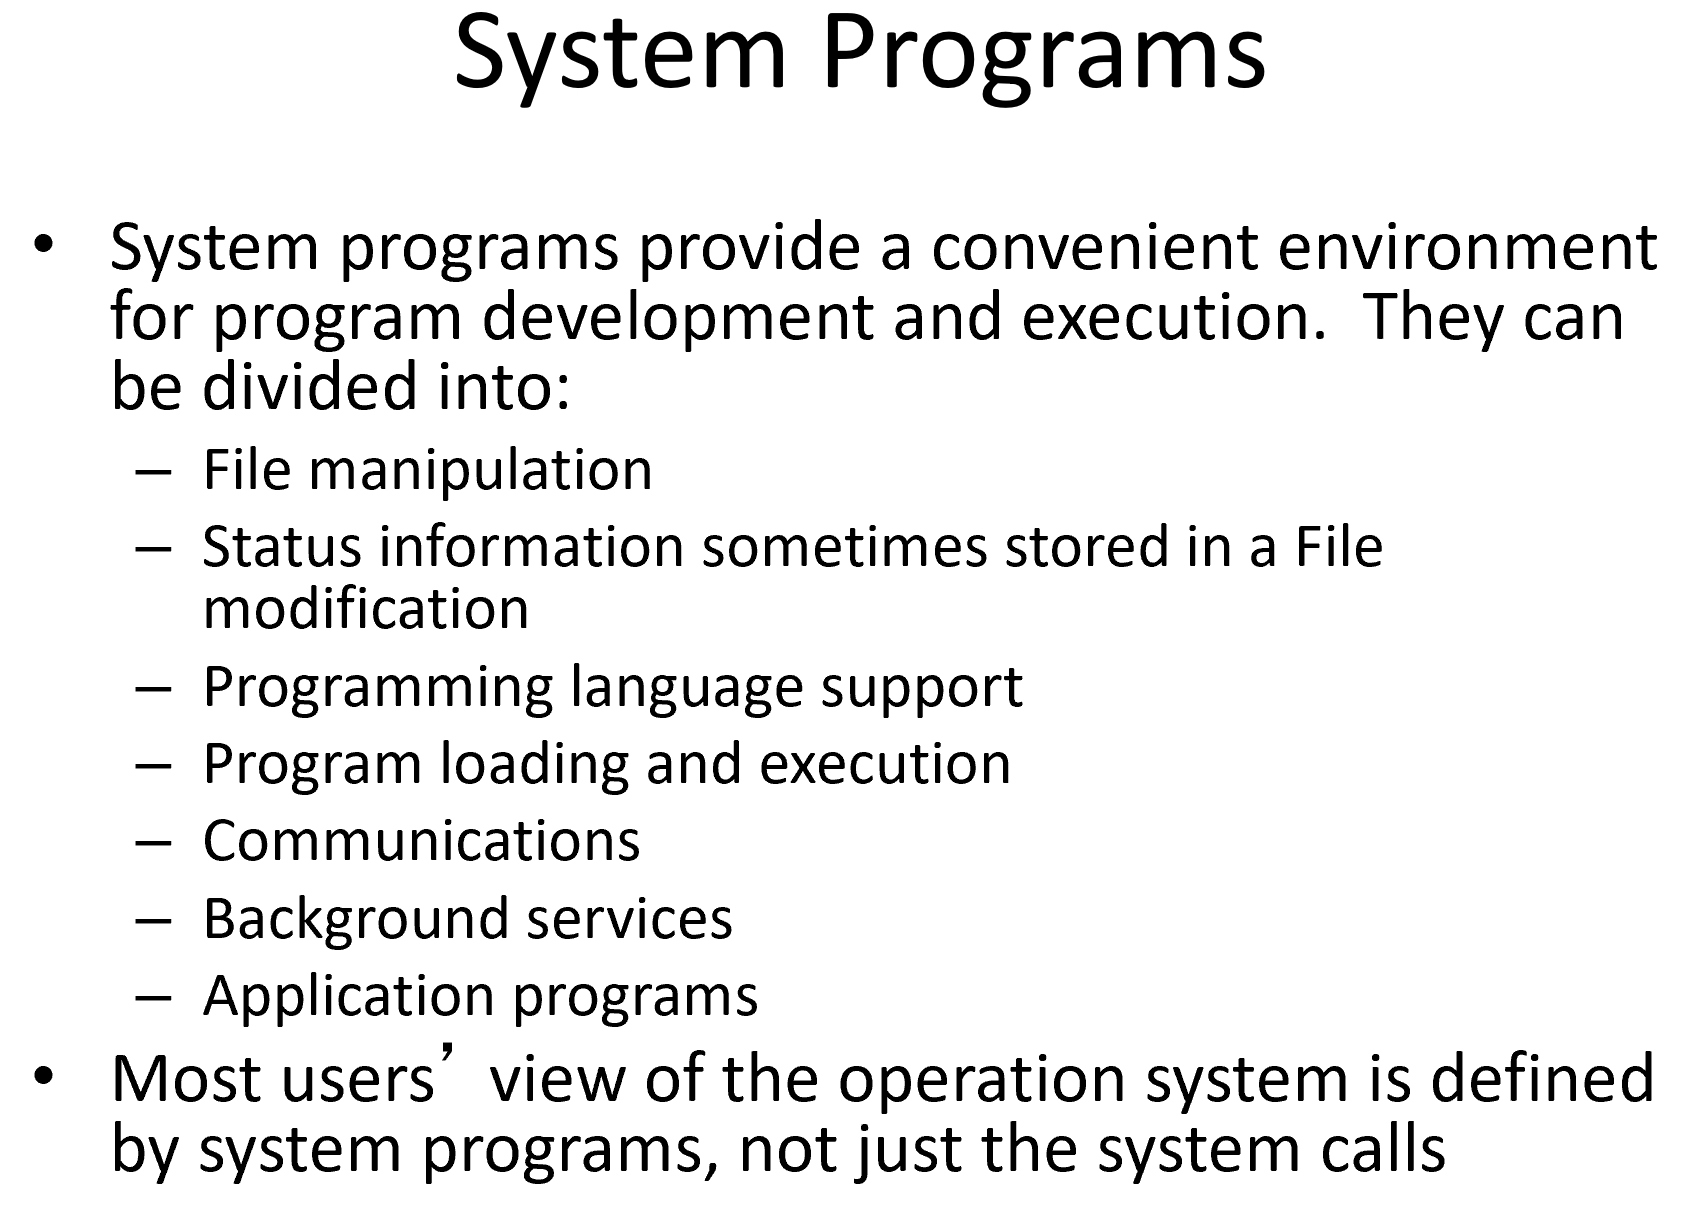 System Programs
• System programs provide a convenient environment
for program development and execution.  They can
be divided into:
– File manipulation
– Status information sometimes stored in a File
modification
– Programming language support
– Program loading and execution
– Communications
– Background services
– Application programs
• Most users’ view of the operation system is defined
by system programs, not just the system calls